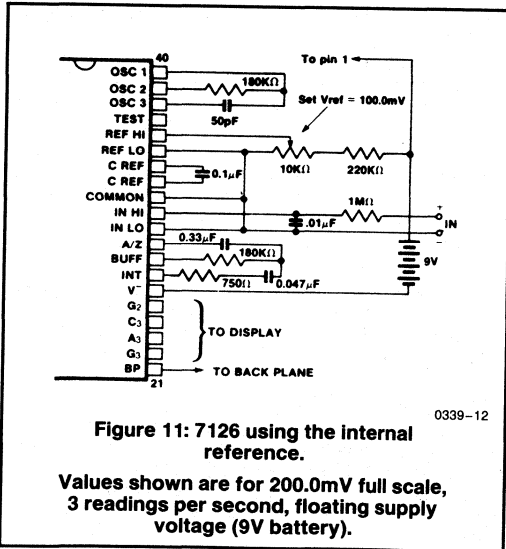 40
To pin 1
OSC 1
180KΩ
OSC 2
Set Vref = 100.0mV
OSC 3
50pF
TEST
REF HI
REF LO
10KΩ
220KΩ
C REF
0.1μF
C REF
COMMON
1MΩ
IN HI
+
.01μF
IN
IN LO
−
A/Z
0.33μF
BUFF
180KΩ
9V
INT
750Ω
0.047μF
V⁻
G2
C3
TO DISPLAY
A3
G3
BP
TO BACK PLANE
21
0339–12
Figure 11: 7126 using the internal
reference.
Values shown are for 200.0mV full scale,
3 readings per second, floating supply
voltage (9V battery).